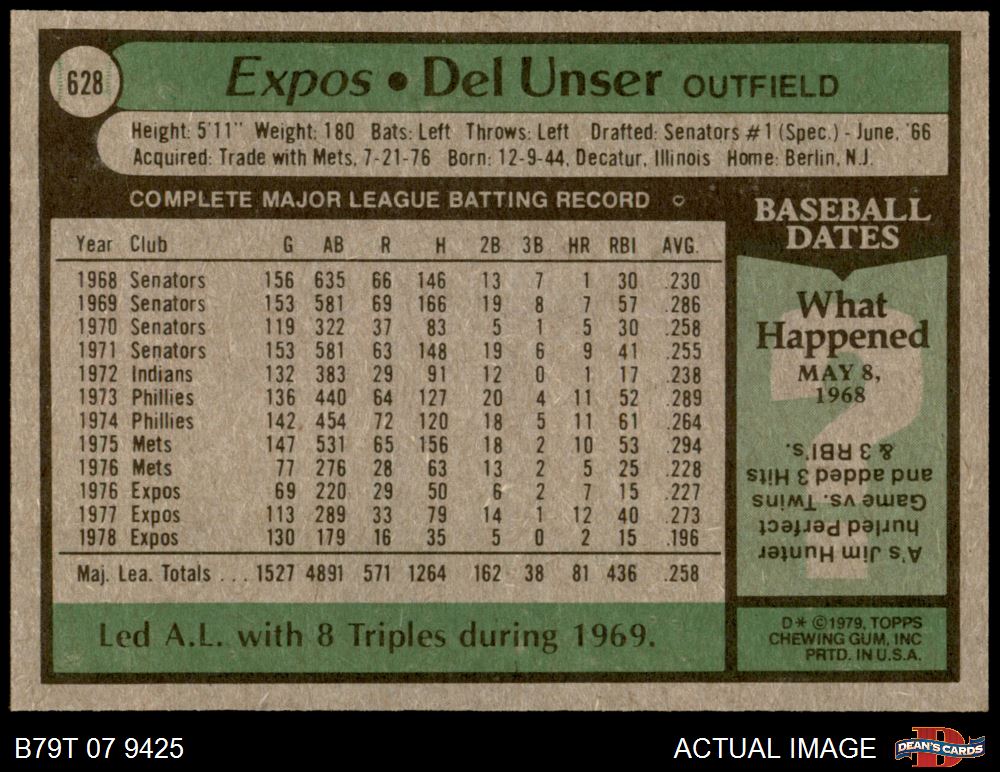 628
Expos • Del Unser OUTFIELD
Height: 5'11" Weight: 180 Bats: Left Throws: Left Drafted: Senators #1 (Spec.) - June, '66
Acquired: Trade with Mets, 7-21-76 Born: 12-9-44, Decatur, Illinois Home: Berlin, N.J.
COMPLETE MAJOR LEAGUE BATTING RECORD
Year Club G AB R H 2B 3B HR RBI AVG.
1968 Senators 156 635 66 146 13 7 1 30 .230
1969 Senators 153 581 69 166 19 8 7 57 .286
1970 Senators 119 322 37 83 5 1 5 30 .258
1971 Senators 153 581 63 148 19 6 9 41 .255
1972 Indians 132 383 29 91 12 0 1 17 .238
1973 Phillies 136 440 64 127 20 4 11 52 .289
1974 Phillies 142 454 72 120 18 5 11 61 .264
1975 Mets 147 531 65 156 18 2 10 53 .294
1976 Mets 77 276 28 63 13 2 5 25 .228
1976 Expos 69 220 29 50 6 2 7 15 .227
1977 Expos 113 289 33 79 14 1 12 40 .273
1978 Expos 130 179 16 35 5 0 2 15 .196
Maj. Lea. Totals ... 1527 4891 571 1264 162 38 81 436 .258
Led A.L. with 8 Triples during 1969.
BASEBALL
DATES
What
Happened
MAY 8,
1968
?
A's Jim Hunter
hurled Perfect
Game vs. Twins
and added 3 Hits
& 3 RBI's.
D* ©1979, TOPPS
CHEWING GUM, INC
PRTD. IN U.S.A.
B79T 07 9425
ACTUAL IMAGE
D
DEAN'S CARDS